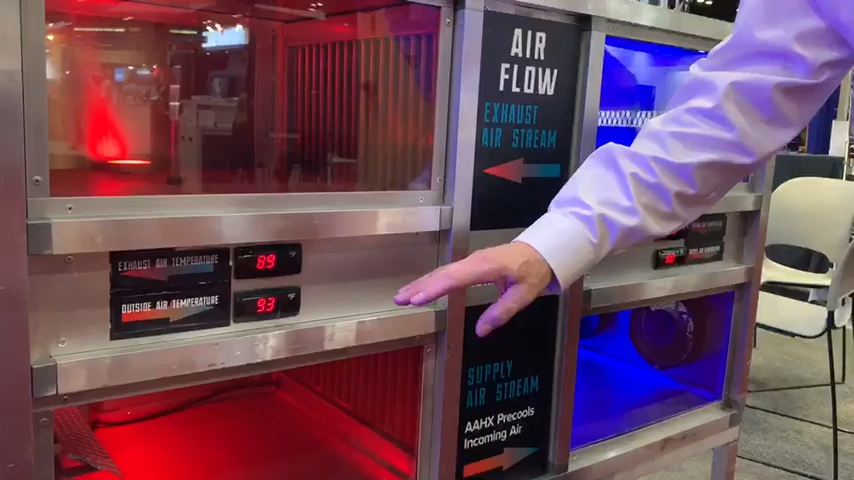 AIR
FLOW
EXHAUST
AIR STREAM
EXHAUST AIR TEMPERATURE
89 °F
OUTSIDE AIR TEMPERATURE
93 °F
SUPPLY
AIR STREAM
AAHX Precools
Incoming Air